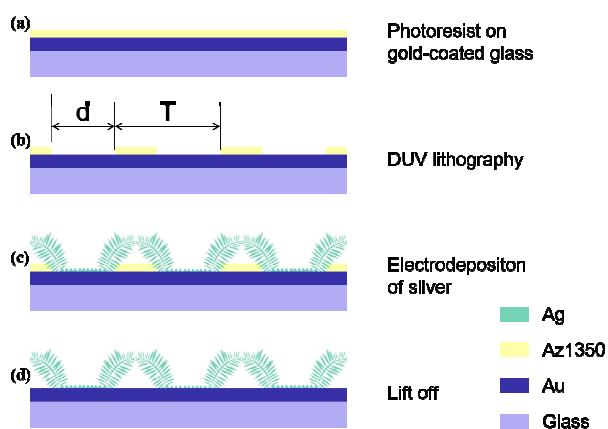 (a)
Photoresist on
gold-coated glass
d
T
(b)
DUV lithography
(c)
Electrodepositon
of silver
Ag
Az1350
(d)
Lift off
Au
Glass